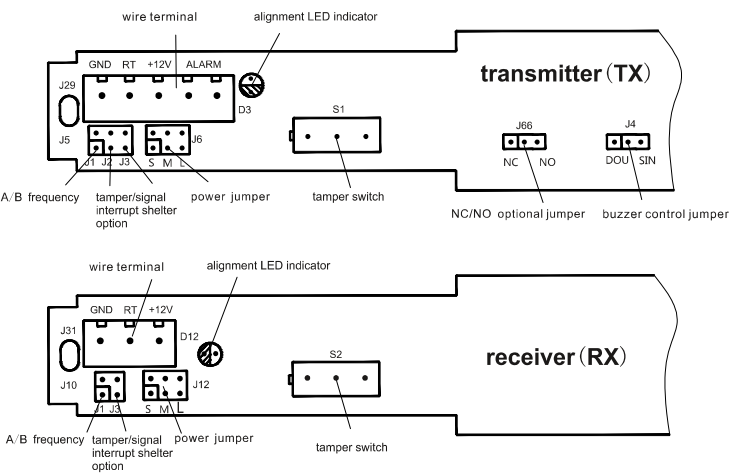 wire terminal
alignment LED indicator
GND RT +12V ALARM
transmitter (TX)
J29
D3
S1
J5
J6
J66
J4
J1 J2 J3
S M L
NC NO
DOU SIN
A/B frequency
tamper/signal
interrupt shelter
option
power jumper
tamper switch
NC/NO optional jumper
buzzer control jumper
wire terminal
alignment LED indicator
GND RT +12V
J31
D12
S2
receiver (RX)
J10
J12
J1 J3
S M L
A/B frequency
tamper/signal
interrupt shelter
option
power jumper
tamper switch